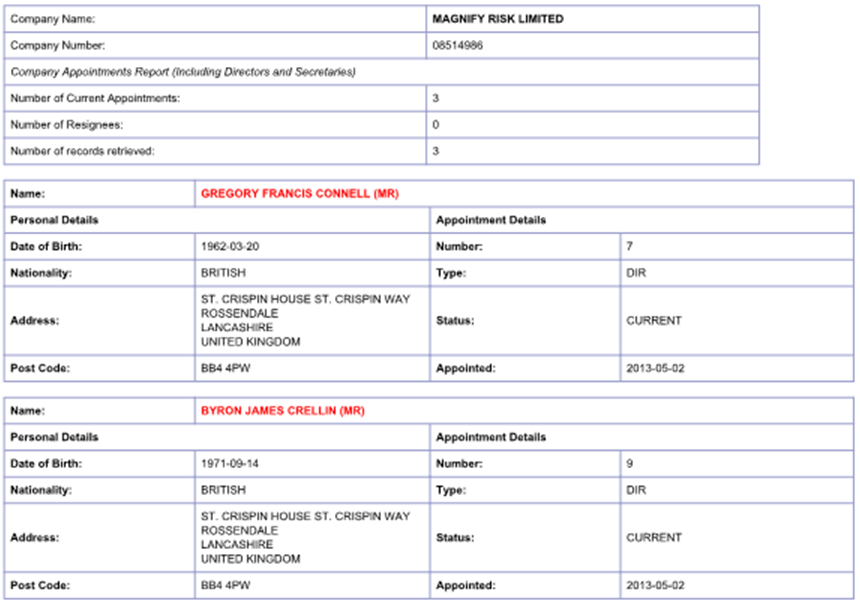 Company Name: MAGNIFY RISK LIMITED
Company Number: 08514986
Company Appointments Report (Including Directors and Secretaries)
Number of Current Appointments: 3
Number of Resignees: 0
Number of records retrieved: 3
Name: GREGORY FRANCIS CONNELL (MR)
Personal Details Appointment Details
Date of Birth: 1962-03-20 Number: 7
Nationality: BRITISH Type: DIR
Address: ST. CRISPIN HOUSE ST. CRISPIN WAY
ROSSENDALE
LANCASHIRE
UNITED KINGDOM
Status: CURRENT
Post Code: BB4 4PW Appointed: 2013-05-02
Name: BYRON JAMES CRELLIN (MR)
Personal Details Appointment Details
Date of Birth: 1971-09-14 Number: 9
Nationality: BRITISH Type: DIR
Address: ST. CRISPIN HOUSE ST. CRISPIN WAY
ROSSENDALE
LANCASHIRE
UNITED KINGDOM
Status: CURRENT
Post Code: BB4 4PW Appointed: 2013-05-02